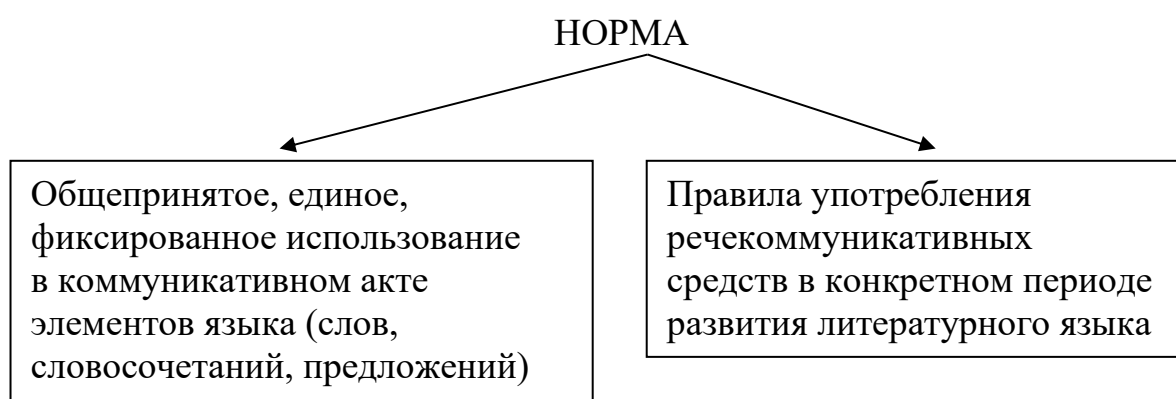 НОРМА
Общепринятое, единое,
фиксированное использование
в коммуникативном акте
элементов языка (слов,
словосочетаний, предложений)
Правила употребления
речекоммуникативных
средств в конкретном периоде
развития литературного языка